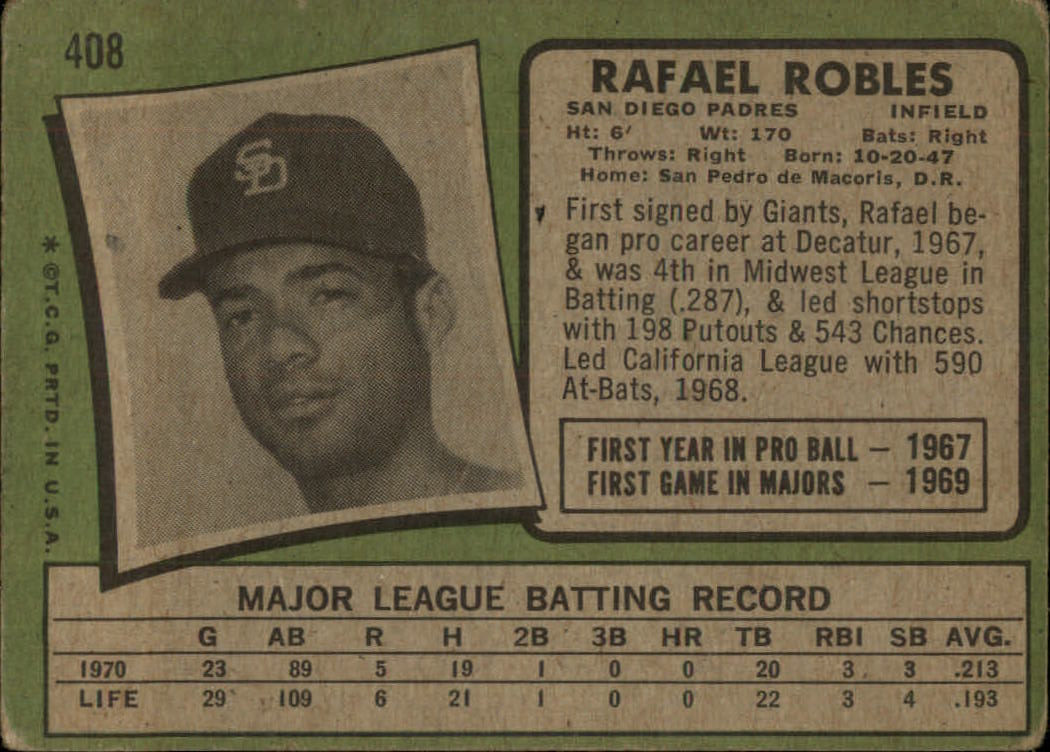 408
RAFAEL ROBLES
SAN DIEGO PADRES INFIELD
Ht: 6' Wt: 170 Bats: Right
Throws: Right Born: 10-20-47
Home: San Pedro de Macoris, D.R.
First signed by Giants, Rafael be-
gan pro career at Decatur, 1967,
& was 4th in Midwest League in
Batting (.287), & led shortstops
with 198 Putouts & 543 Chances.
Led California League with 590
At-Bats, 1968.
FIRST YEAR IN PRO BALL – 1967
FIRST GAME IN MAJORS – 1969
SD
* ©T.C.G. PRTD. IN U.S.A.
MAJOR LEAGUE BATTING RECORD
G AB R H 2B 3B HR TB RBI SB AVG.
1970 23 89 5 19 1 0 0 20 3 3 .213
LIFE 29 109 6 21 1 0 0 22 3 4 .193